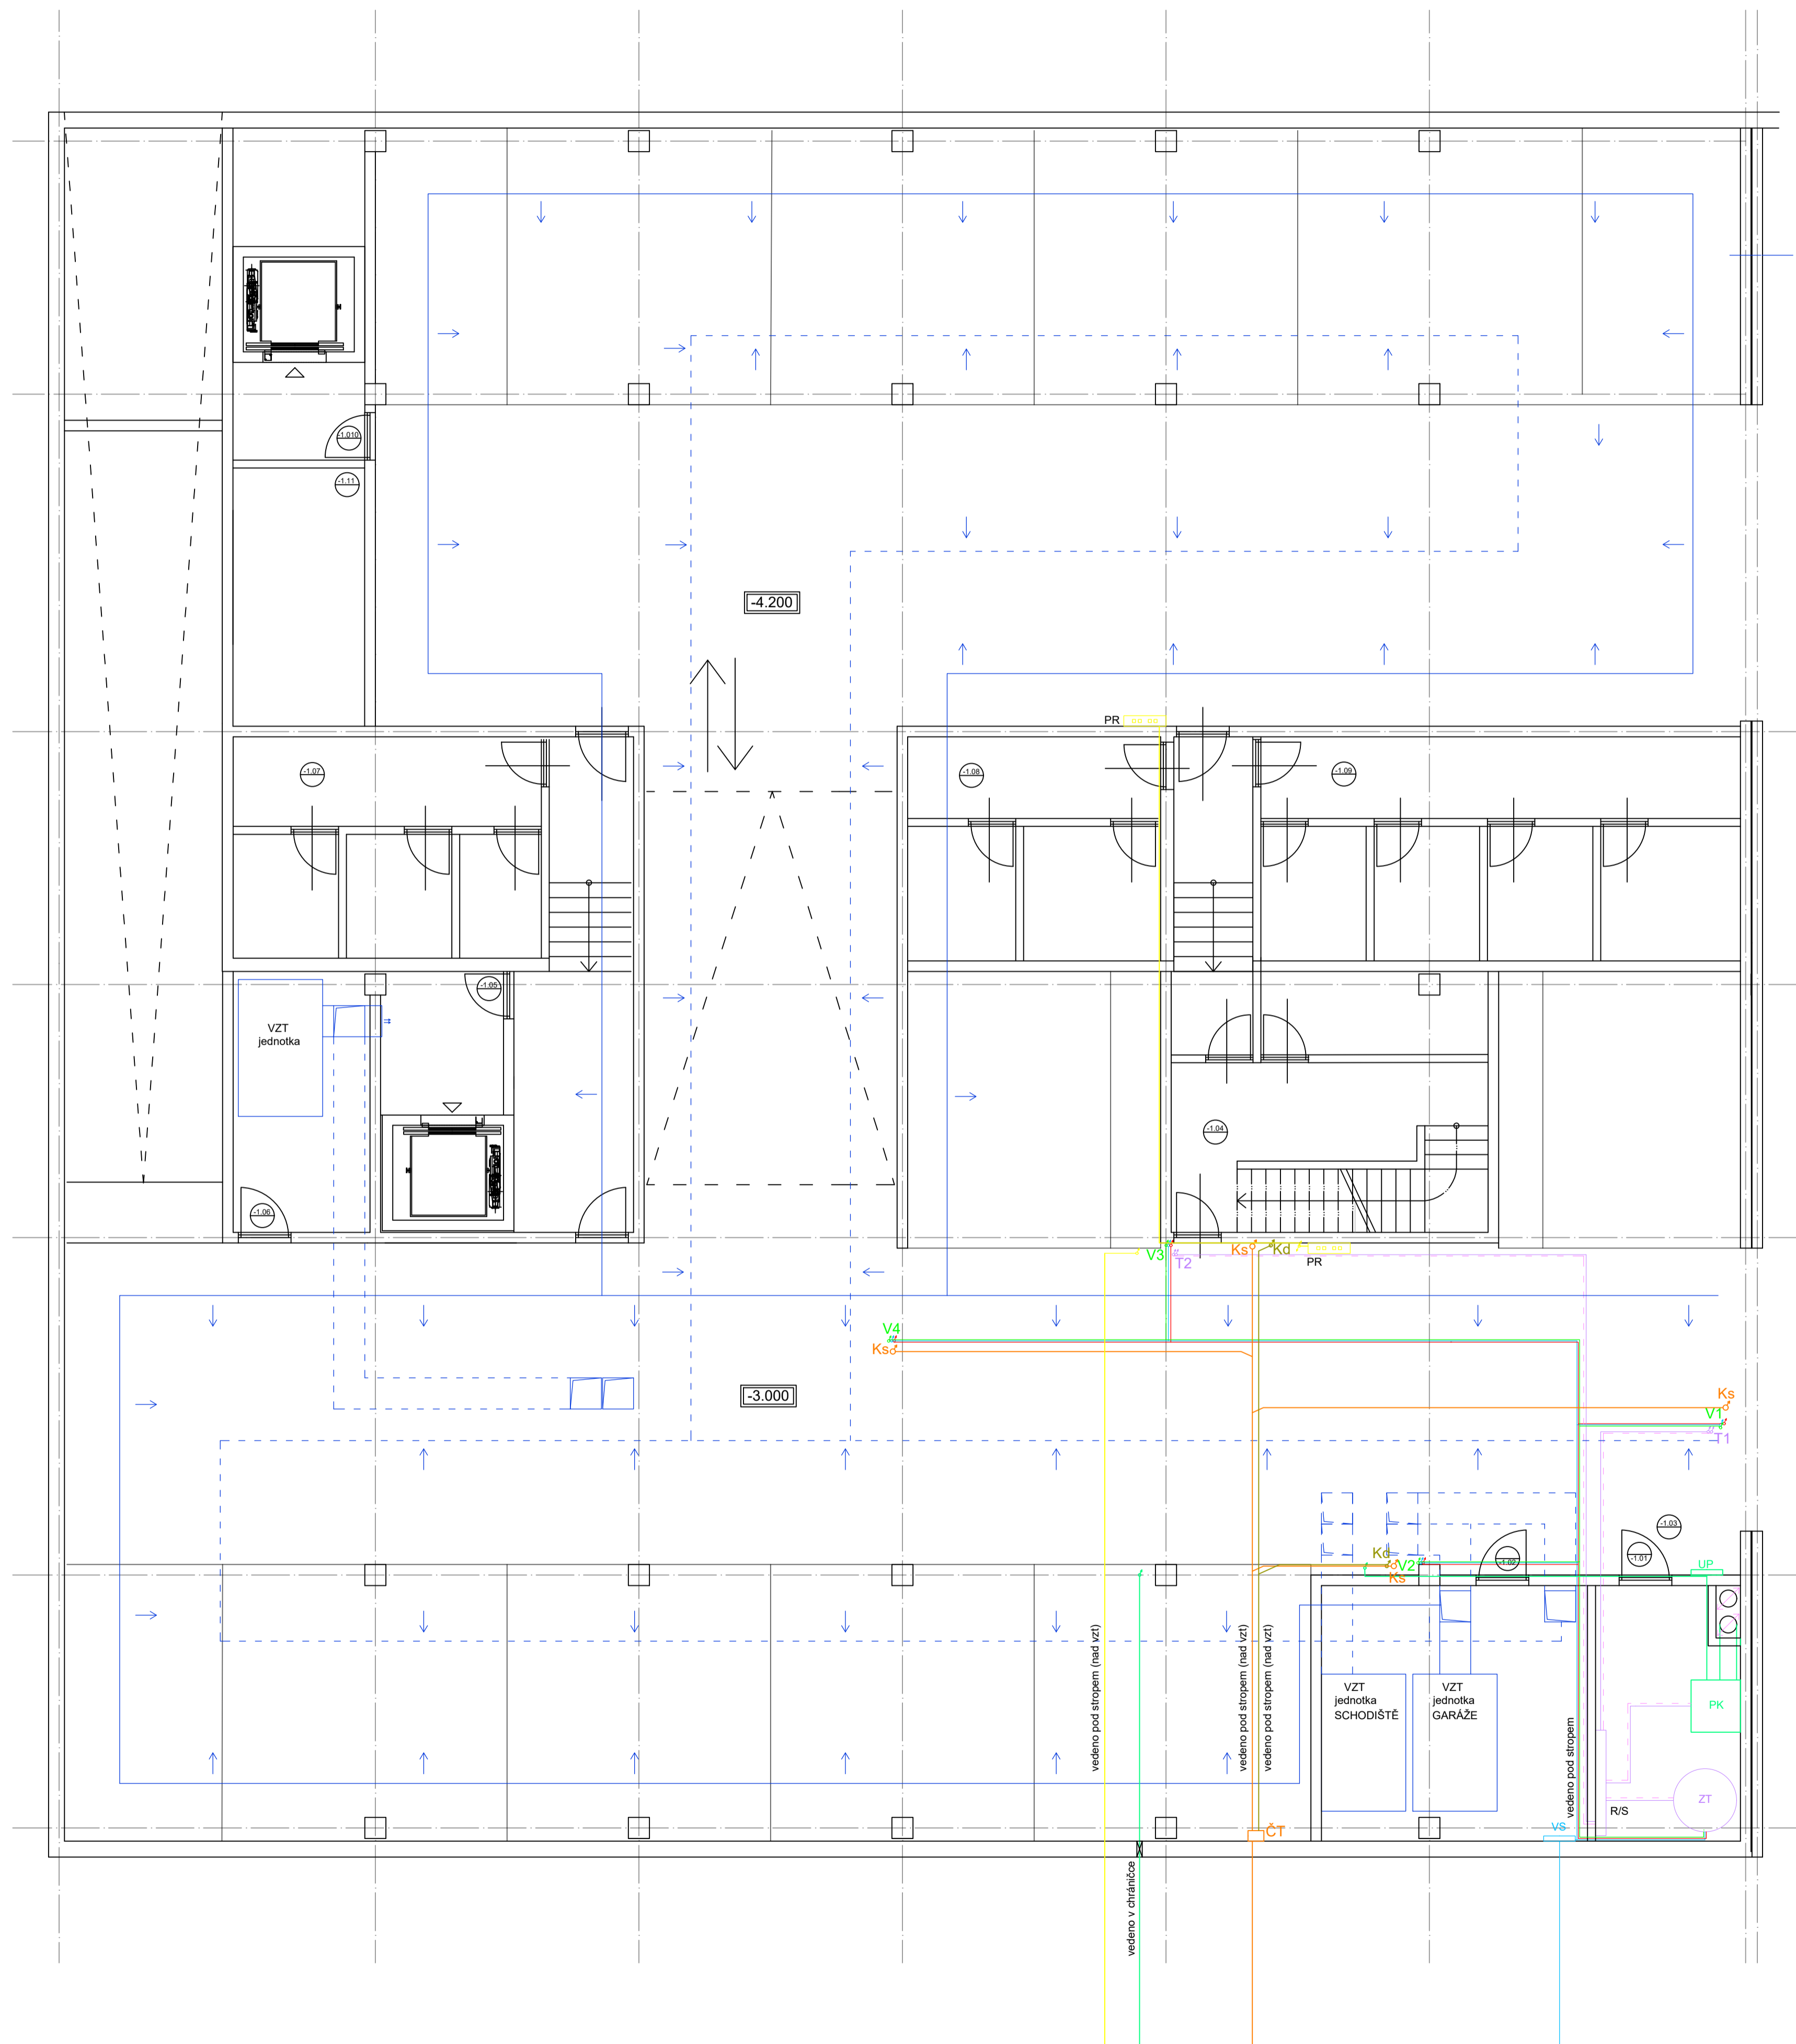 -1.010
-1.11
-4.200
PR
-1.07
-1.08
-1.09
-1.05
VZT
jednotka
-1.04
-1.06
V3
T2
Ks
Kd
PR
V4
Ks
-3.000
Ks
V1
T1
-1.03
Kd
V2
Ks
-1.02
-1.01
UP
vedeno pod stropem (nad vzt)
vedeno pod stropem (nad vzt)
vedeno pod stropem (nad vzt)
VZT
jednotka
SCHODIŠTĚ
VZT
jednotka
GARÁŽE
PK
vedeno pod stropem
ZT
R/S
VS
ČT
vedeno v chráničce